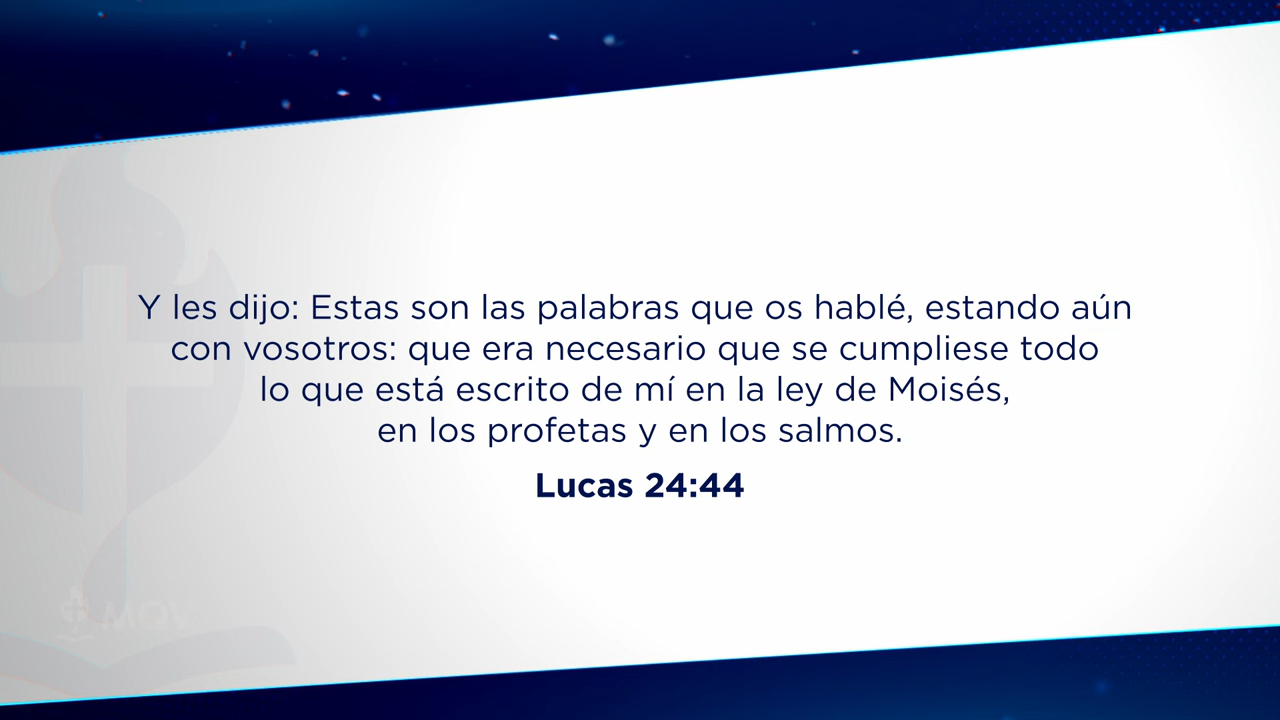 Y les dijo: Estas son las palabras que os hablé, estando aún
con vosotros: que era necesario que se cumpliese todo
lo que está escrito de mí en la ley de Moisés,
en los profetas y en los salmos.
Lucas 24:44